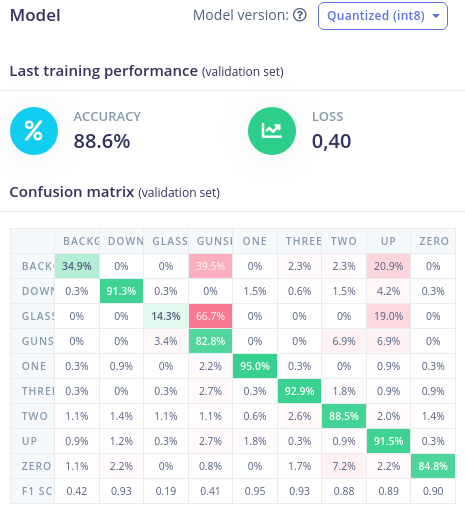 Model
Model version: Quantized (int8)
Last training performance (validation set)
ACCURACY
88.6%
LOSS
0,40
Confusion matrix (validation set)
BACKG DOWN GLASS GUNSI ONE THREE TWO UP ZERO
BACK 34.9% 0% 0% 39.5% 0% 2.3% 2.3% 20.9% 0%
DOWN 0.3% 91.3% 0.3% 0% 1.5% 0.6% 1.5% 4.2% 0.3%
GLASS 0% 0% 14.3% 66.7% 0% 0% 0% 19.0% 0%
GUNS 0% 0% 3.4% 82.8% 0% 0% 6.9% 6.9% 0%
ONE 0.3% 0.9% 0% 2.2% 95.0% 0.3% 0% 0.9% 0.3%
THREE 0.3% 0% 0.3% 2.7% 0.3% 92.9% 1.8% 0.9% 0.9%
TWO 1.1% 1.4% 1.1% 1.1% 0.6% 2.6% 88.5% 2.0% 1.4%
UP 0.9% 1.2% 0.3% 2.7% 1.8% 0.3% 0.9% 91.5% 0.3%
ZERO 1.1% 2.2% 0% 0.8% 0% 1.7% 7.2% 2.2% 84.8%
F1 SC 0.42 0.93 0.19 0.41 0.95 0.93 0.88 0.89 0.90